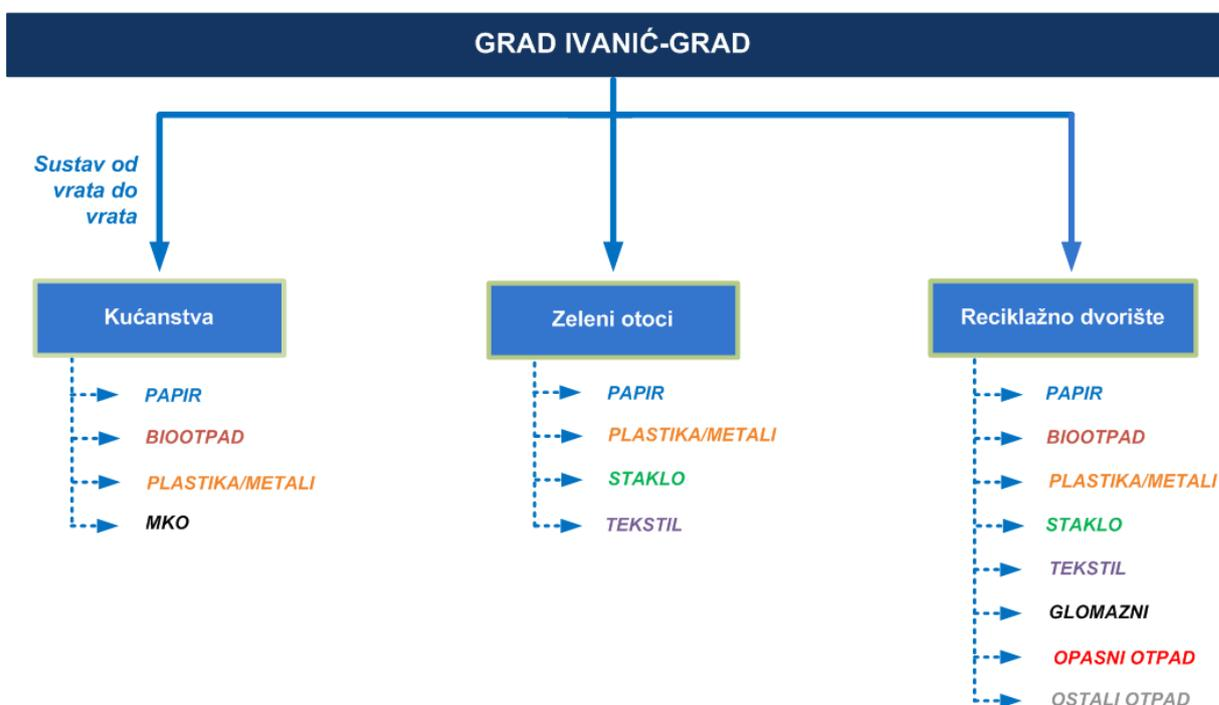 GRAD IVANIĆ-GRAD
Sustav od
vrata do
vrata
Kućanstva
PAPIR
BIOOTPAD
PLASTIKA/METALI
MKO
Zeleni otoci
PAPIR
PLASTIKA/METALI
STAKLO
TEKSTIL
Reciklažno dvorište
PAPIR
BIOOTPAD
PLASTIKA/METALI
STAKLO
TEKSTIL
GLOMAZNI
OPASNI OTPAD
OSTALI OTPAD